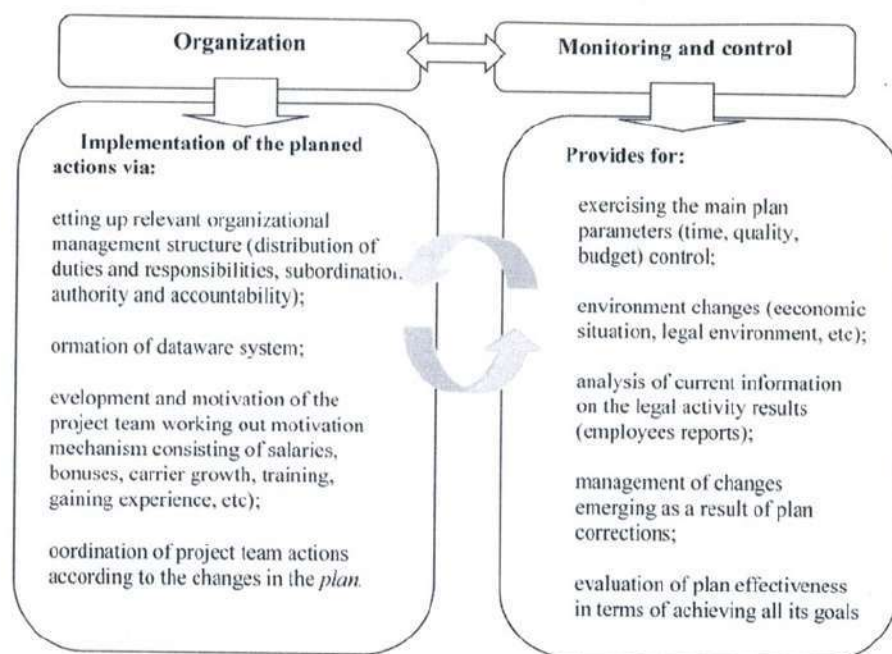 Organization
Monitoring and control
Implementation of the planned
actions via:
etting up relevant organizational
management structure (distribution of
duties and responsibilities, subordination,
authority and accountability);
ormation of dataware system;
evelopment and motivation of the
project team working out motivation
mechanism consisting of salaries,
bonuses, carrier growth, training,
gaining experience, etc);
oordination of project team actions
according to the changes in the plan.
Provides for:
exercising the main plan
parameters (time, quality,
budget) control;
environment changes (eeconomic
situation, legal environment, etc);
analysis of current information
on the legal activity results
(employees reports);
management of changes
emerging as a result of plan
corrections;
evaluation of plan effectiveness
in terms of achieving all its goals